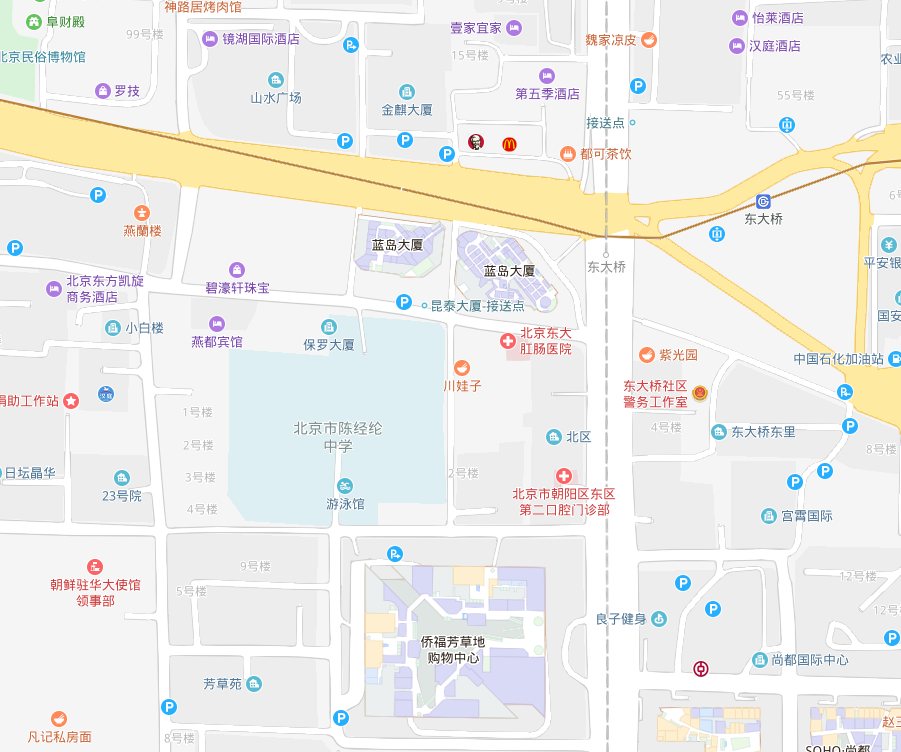 神路居烤肉馆
阜财殿
99号楼
镜湖国际酒店
壹家宜家
怡莱酒店
魏家凉皮
汉庭酒店
15号楼
北京民俗博物馆
农业
罗技
山水广场
金麒大厦
第五季酒店
55号楼
接送点
都可茶饮
燕蘭楼
东大桥
蓝岛大厦
蓝岛大厦
东大桥
平安银
碧濠轩珠宝
北京东方凯旋
商务酒店
昆泰大厦-接送点
国安
小白楼
燕都宾馆
保罗大厦
北京东大
肛肠医院
紫光园
中国石化加油站
川娃子
东大桥社区
警务工作室
捐助工作站
汉庭
1号楼
北京市陈经纶
中学
4号楼
东大桥东里
2号楼
北区
8号楼
日坛晶华
3号楼
2号楼
23号院
4号楼
游泳馆
北京市朝阳区东区
第二口腔门诊部
宫霄国际
9号楼
朝鲜驻华大使馆
领事部
5号楼
12号楼
12号
良子健身
侨福芳草地
购物中心
尚都国际中心
芳草苑
凡记私房面
8号楼
赵三
SOHO·尚都